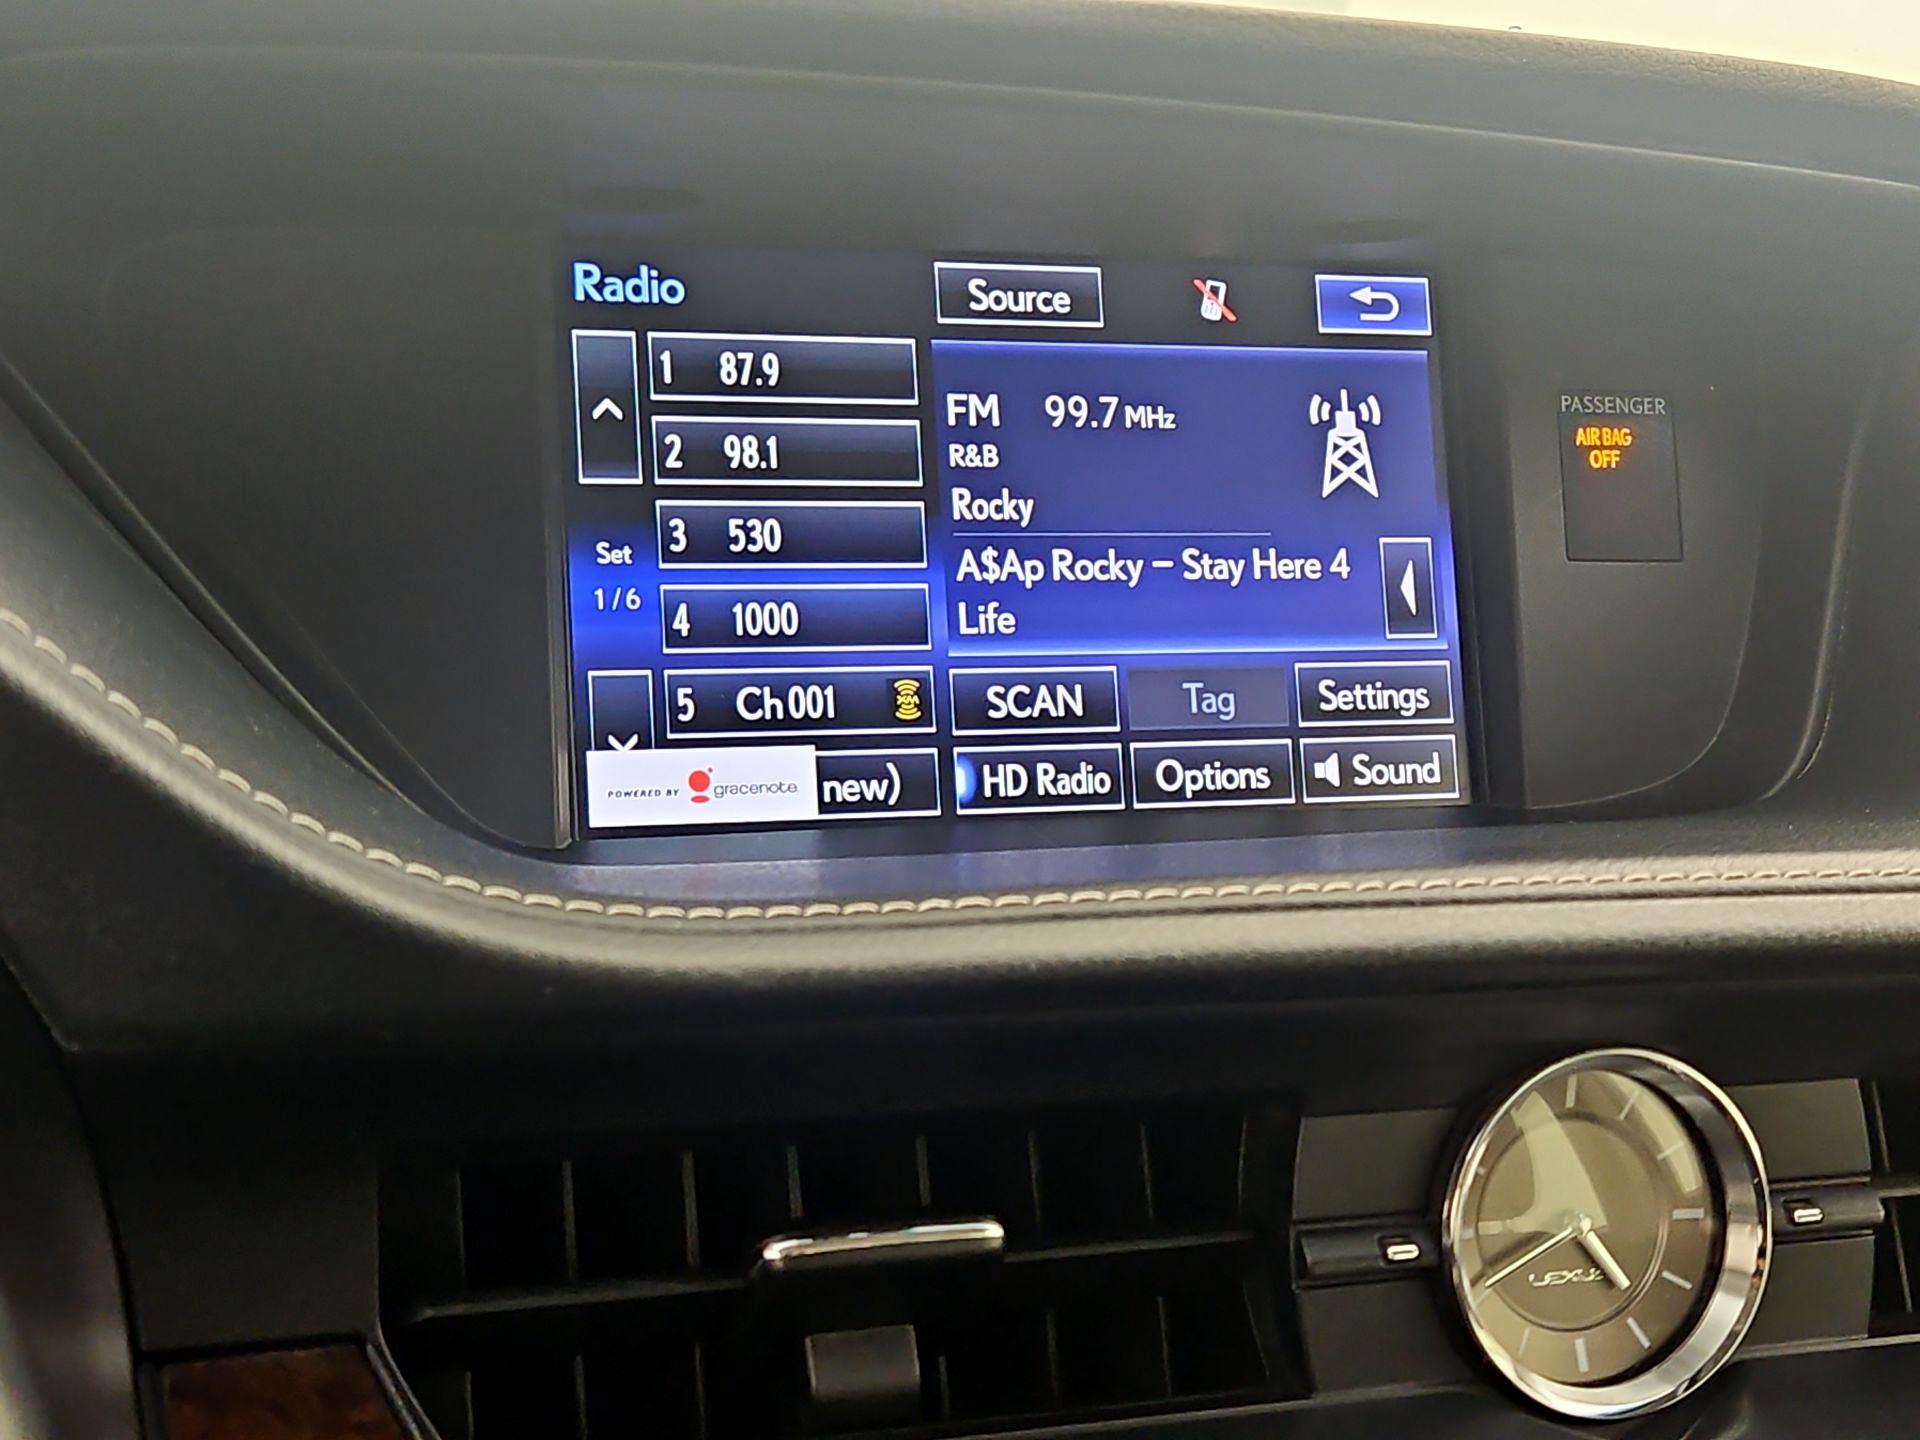 Radio
Source
1 87.9
2 98.1
3 530
4 1000
5 Ch 001
XM
new)
Set
1/6
POWERED BY gracenote.
FM 99.7 MHz
R&B
Rocky
A$Ap Rocky – Stay Here 4
Life
SCAN
Tag
Settings
HD Radio
Options
Sound
PASSENGER
AIR BAG
OFF
LEXUS